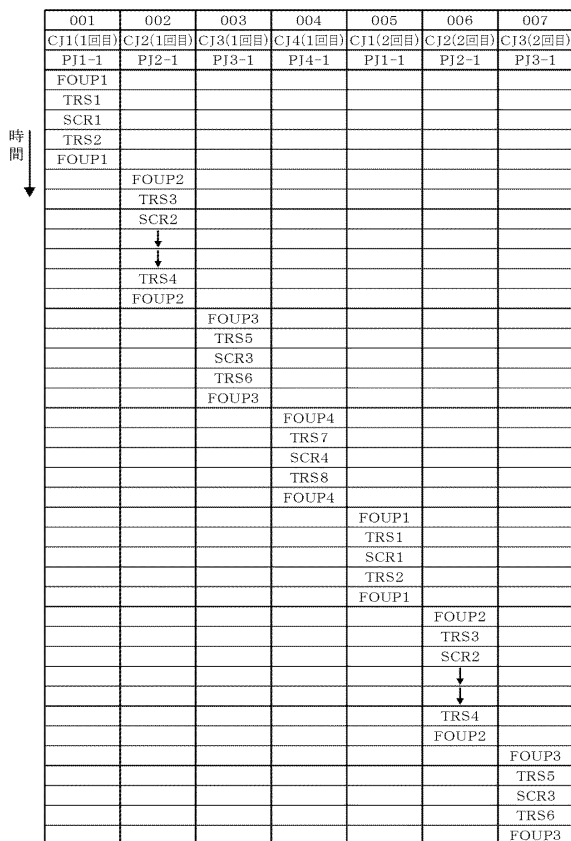 001 002 003 004 005 006 007
CJ1(1回目) CJ2(1回目) CJ3(1回目) CJ4(1回目) CJ1(2回目) CJ2(2回目) CJ3(2回目)
PJ1-1 PJ2-1 PJ3-1 PJ4-1 PJ1-1 PJ2-1 PJ3-1
FOUP1
TRS1
SCR1
時間
TRS2
FOUP1
FOUP2
TRS3
SCR2
↓
↓
TRS4
FOUP2
FOUP3
TRS5
SCR3
TRS6
FOUP3
FOUP4
TRS7
SCR4
TRS8
FOUP4
FOUP1
TRS1
SCR1
TRS2
FOUP1
FOUP2
TRS3
SCR2
↓
↓
TRS4
FOUP2
FOUP3
TRS5
SCR3
TRS6
FOUP3